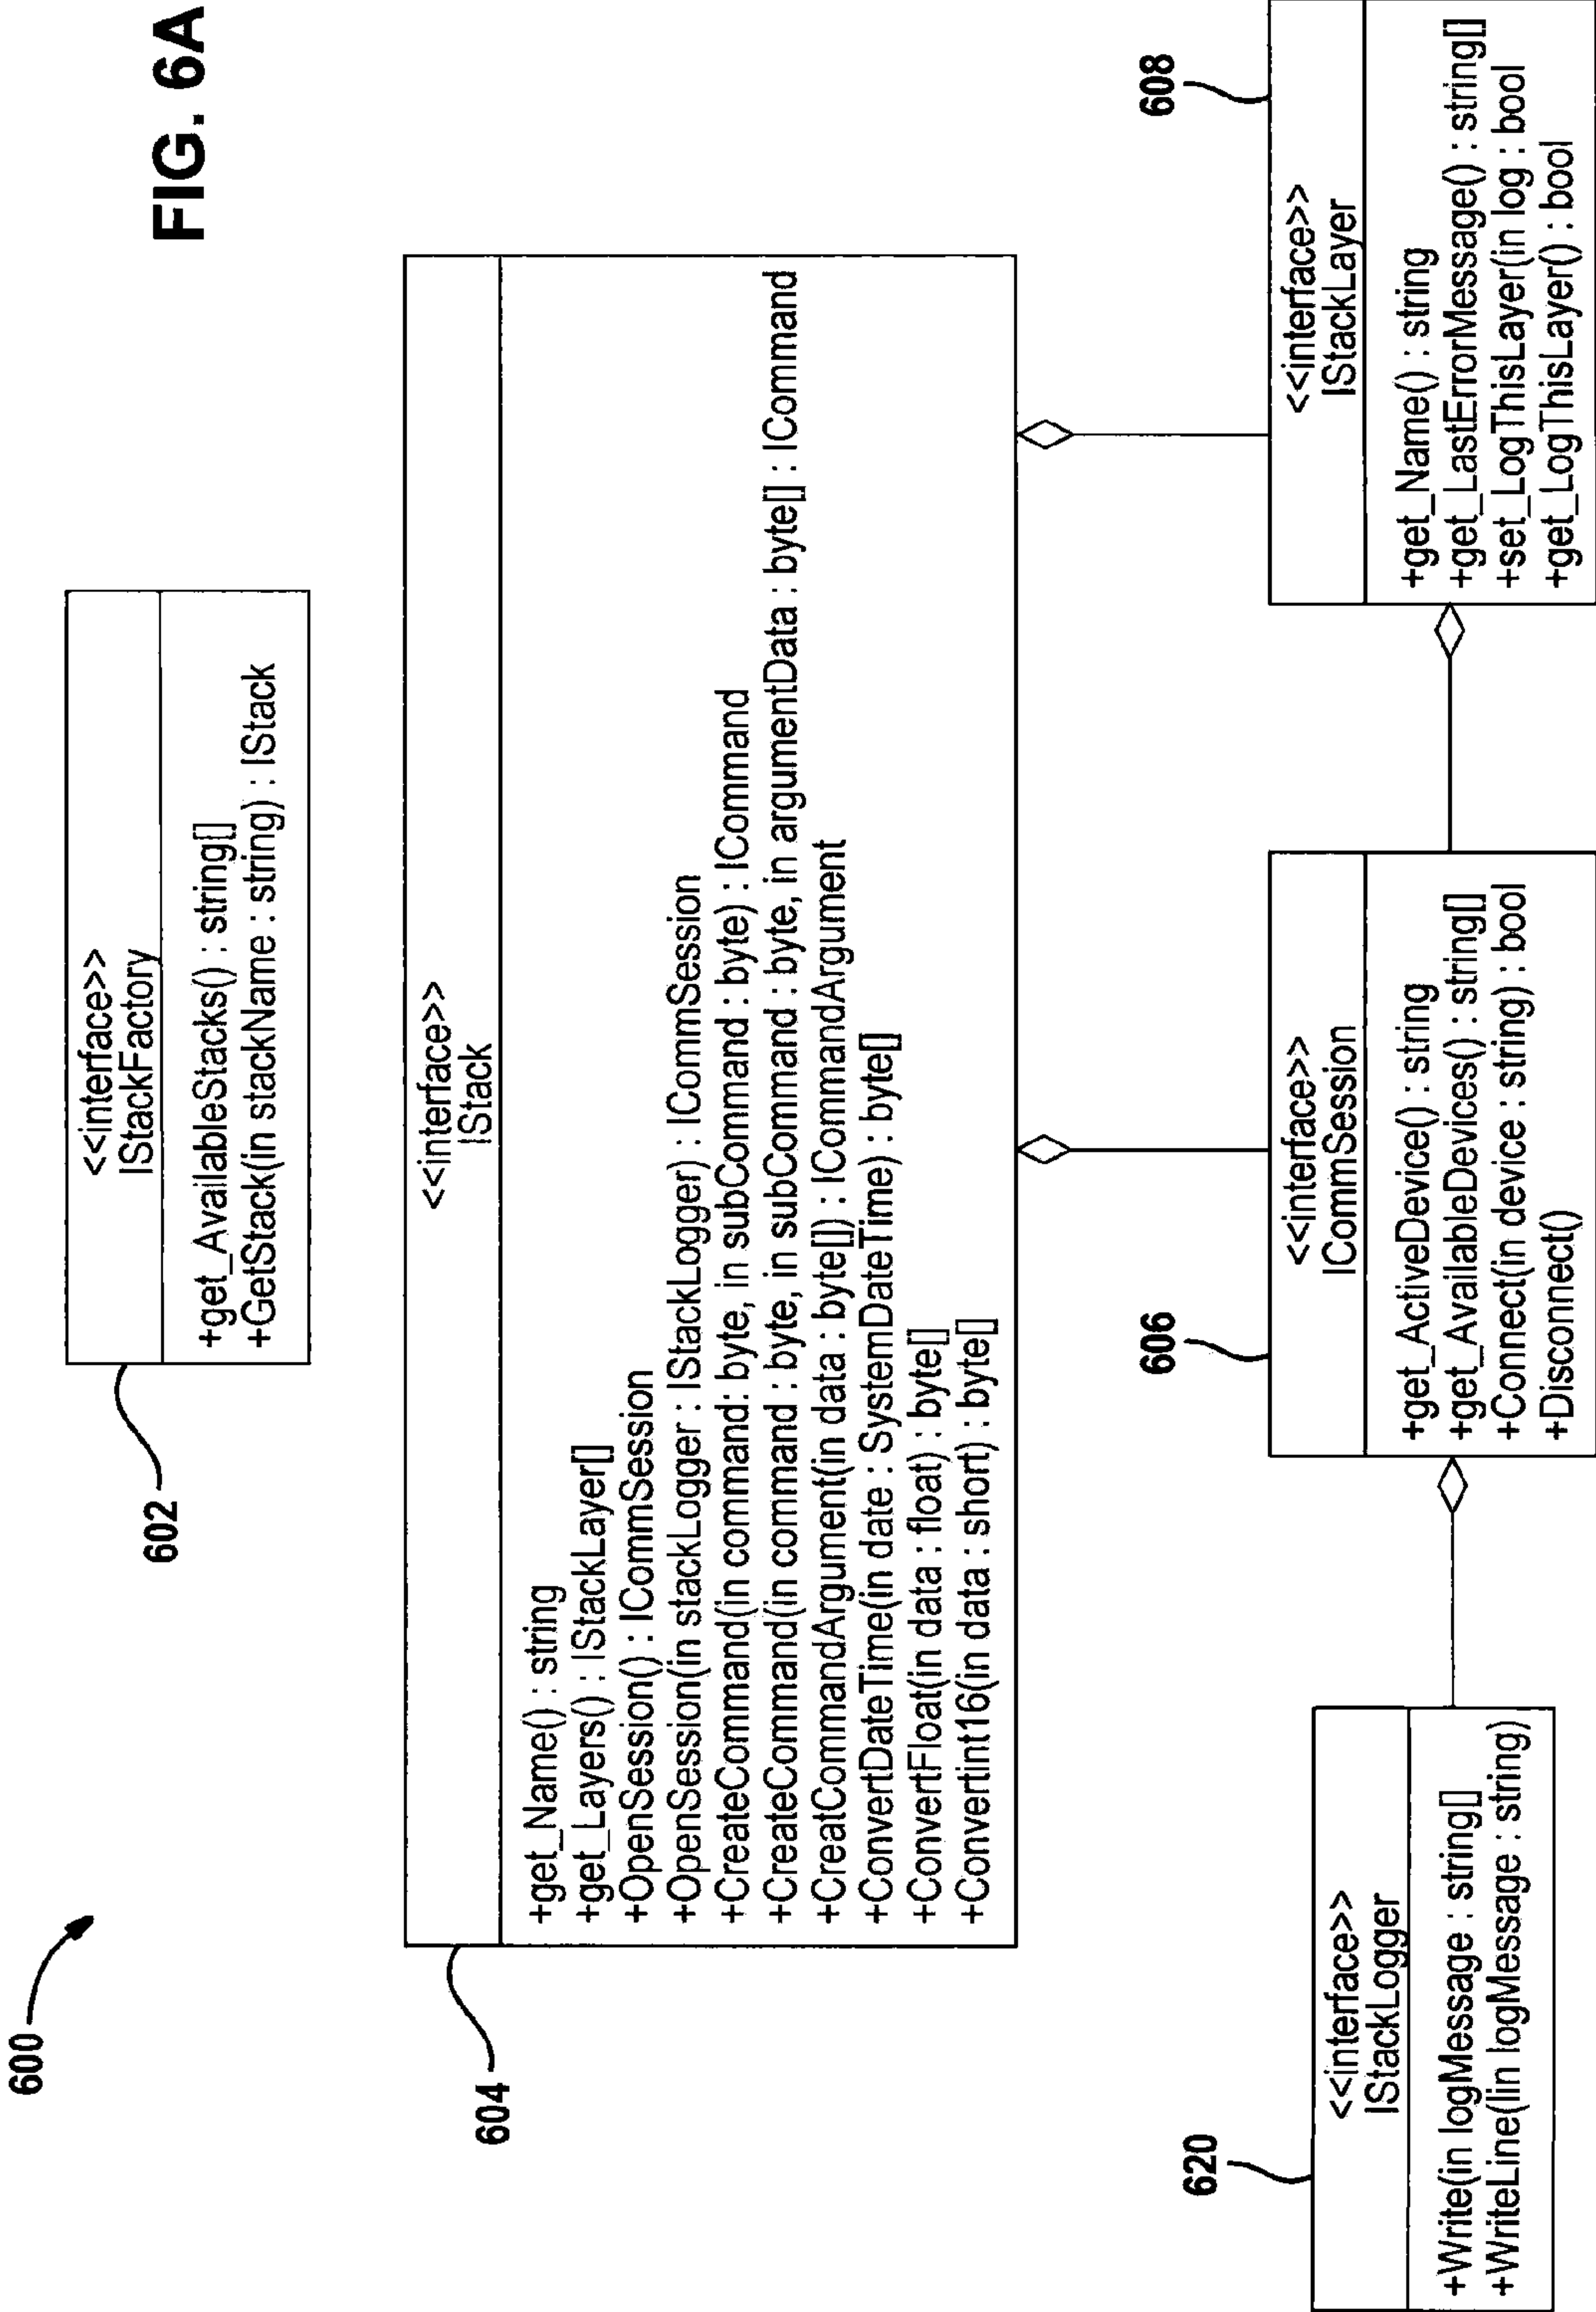 600
FIG. 6A
602
<<interface>>
IStackFactory
+get_AvailableStacks() : string[]
+GetStack(in stackName : string) : IStack
604
<<interface>>
IStack
+get_Name() : string
+get_Layers() : IStackLayer[]
+OpenSession() : ICommSession
+OpenSession(in stackLogger : IStackLogger) : ICommSession
+CreateCommand(in command: byte, in subCommand : byte) : ICommand
+CreateCommand(in command : byte, in subCommand : byte, in argumentData : byte[] : ICommand
+CreatCommandArgument(in data : byte[]) : ICommandArgument
+ConvertDateTime(in date : SystemDateTime) : byte[]
+ConvertFloat(in data : float) : byte[]
+Convertint16(in data : short) : byte[]
620
<<interface>>
IStackLogger
+Write(in logMessage : string[]
+WriteLine(lin logMessage : string)
606
<<interface>>
ICommSession
+get_ActiveDevice() : string
+get_AvailableDevices() : string[]
+Connect(in device : string) : bool
+Disconnect()
608
<<interface>>
IStackLayer
+get_Name() : string
+get_LastErrorMessage() : string[]
+set_LogThisLayer(in log : bool
+get_LogThisLayer() : bool